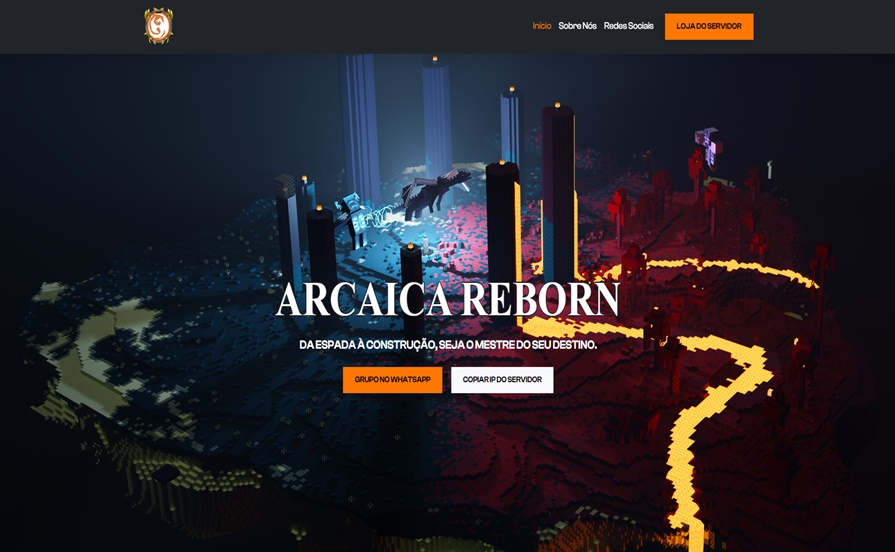 Início Sobre Nós Redes Sociais LOJA DO SERVIDOR
ARCAICA REBORN
DA ESPADA À CONSTRUÇÃO, SEJA O MESTRE DO SEU DESTINO.
GRUPO NO WHATSAPP COPIAR IP DO SERVIDOR